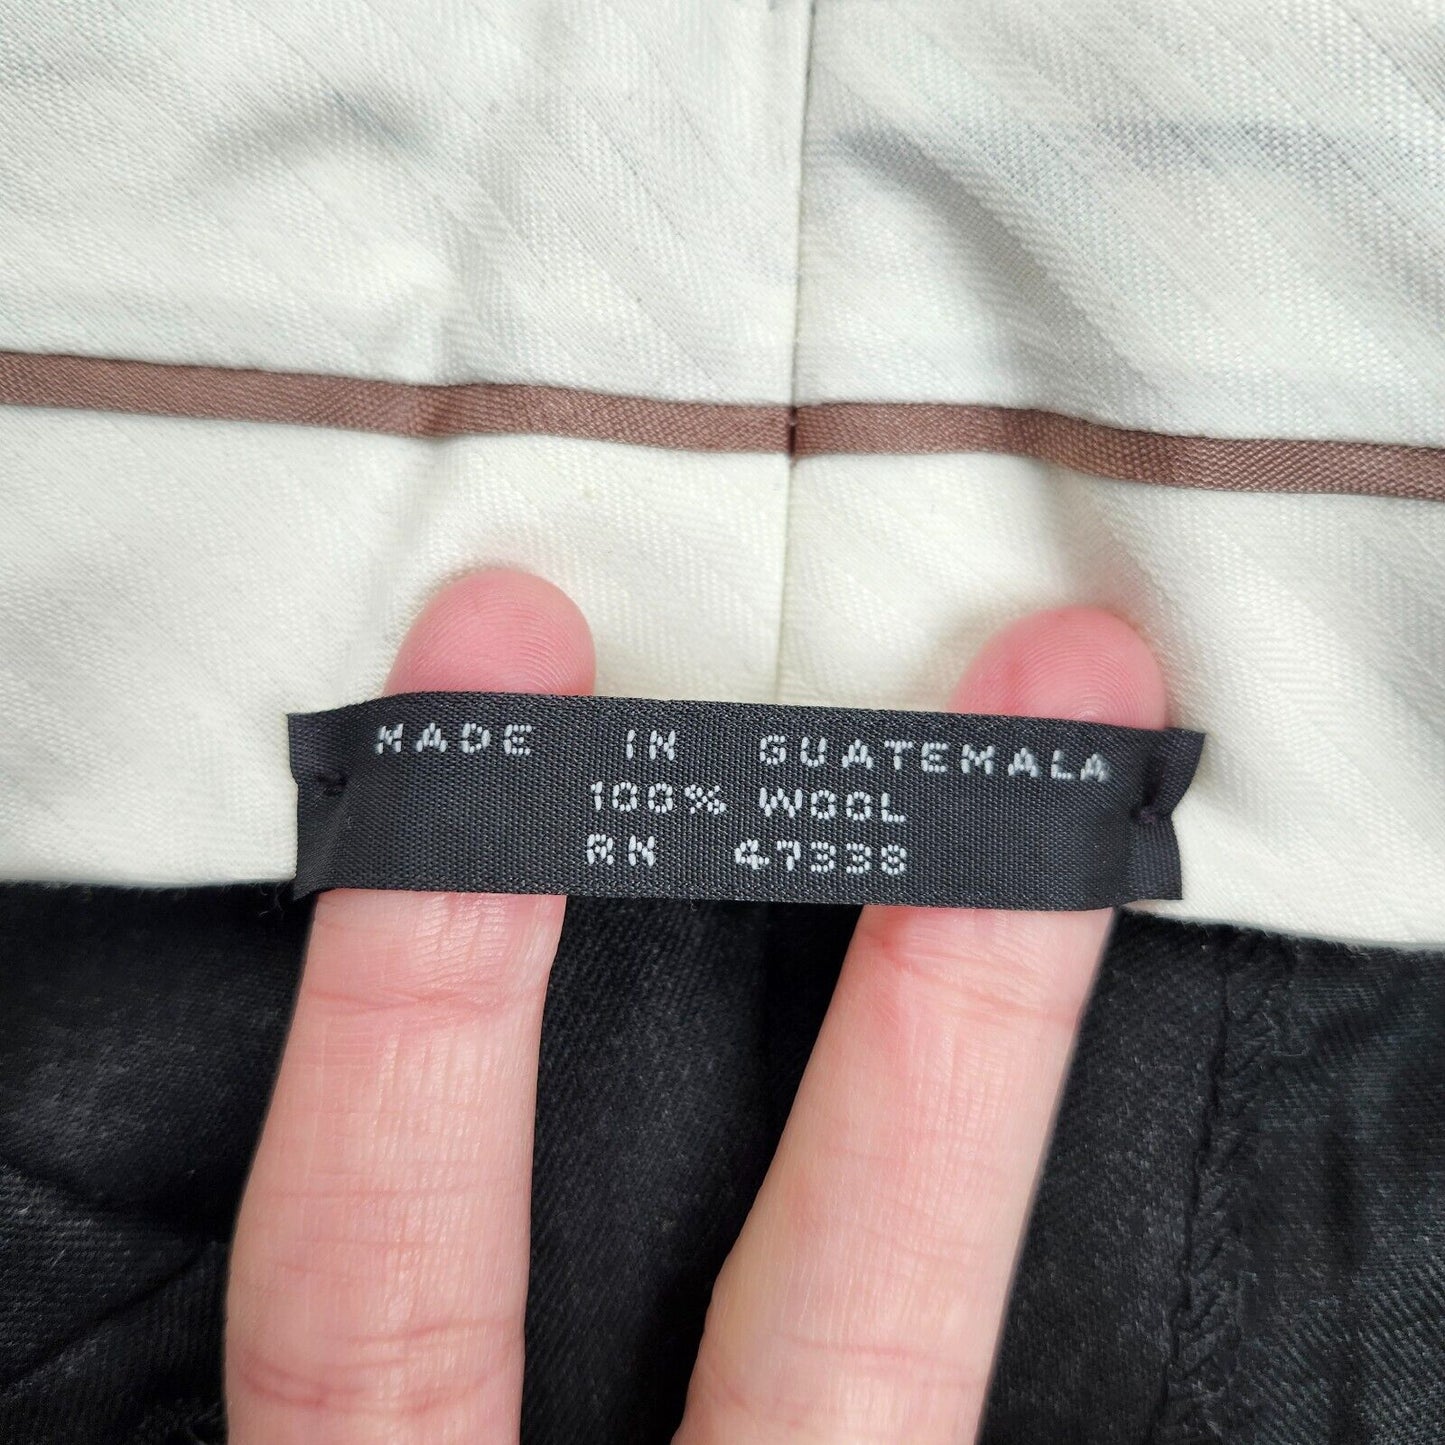 MADE IN GUATEMALA
100% WOOL
RN 47338